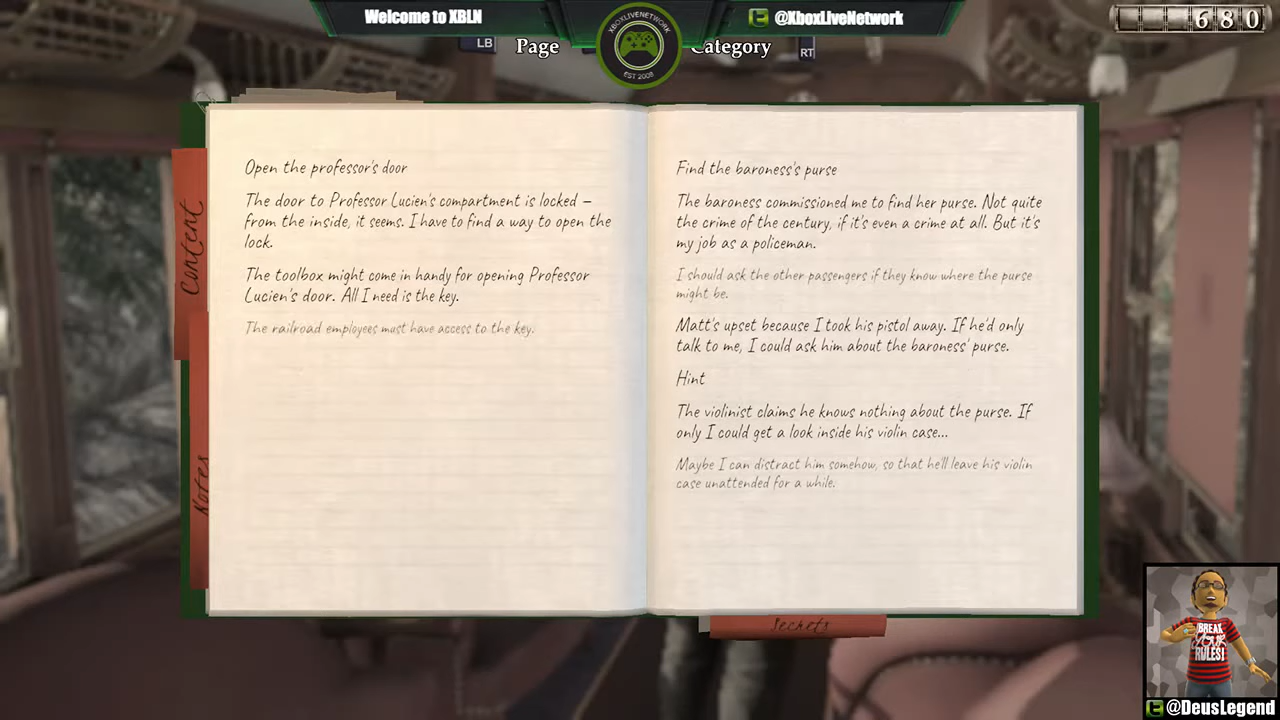 Welcome to XBLN
@XboxLiveNetwork
680
LB
Page
Category
RT
XBOXLIVENETWORK
EST 2008
Content
Notes
Open the professor's door
The door to Professor Lucien's compartment is locked –
from the inside, it seems. I have to find a way to open the
lock.
The toolbox might come in handy for opening Professor
Lucien's door. All I need is the key.
The railroad employees must have access to the key.
Find the baroness's purse
The baroness commissioned me to find her purse. Not quite
the crime of the century, if it's even a crime at all. But it's
my job as a policeman.
I should ask the other passengers if they know where the purse
might be.
Matt's upset because I took his pistol away. If he'd only
talk to me, I could ask him about the baroness' purse.
Hint
The violinist claims he knows nothing about the purse. If
only I could get a look inside his violin case...
Maybe I can distract him somehow, so that he'll leave his violin
case unattended for a while.
Secrets
BREAK
RULES!
@DeusLegend